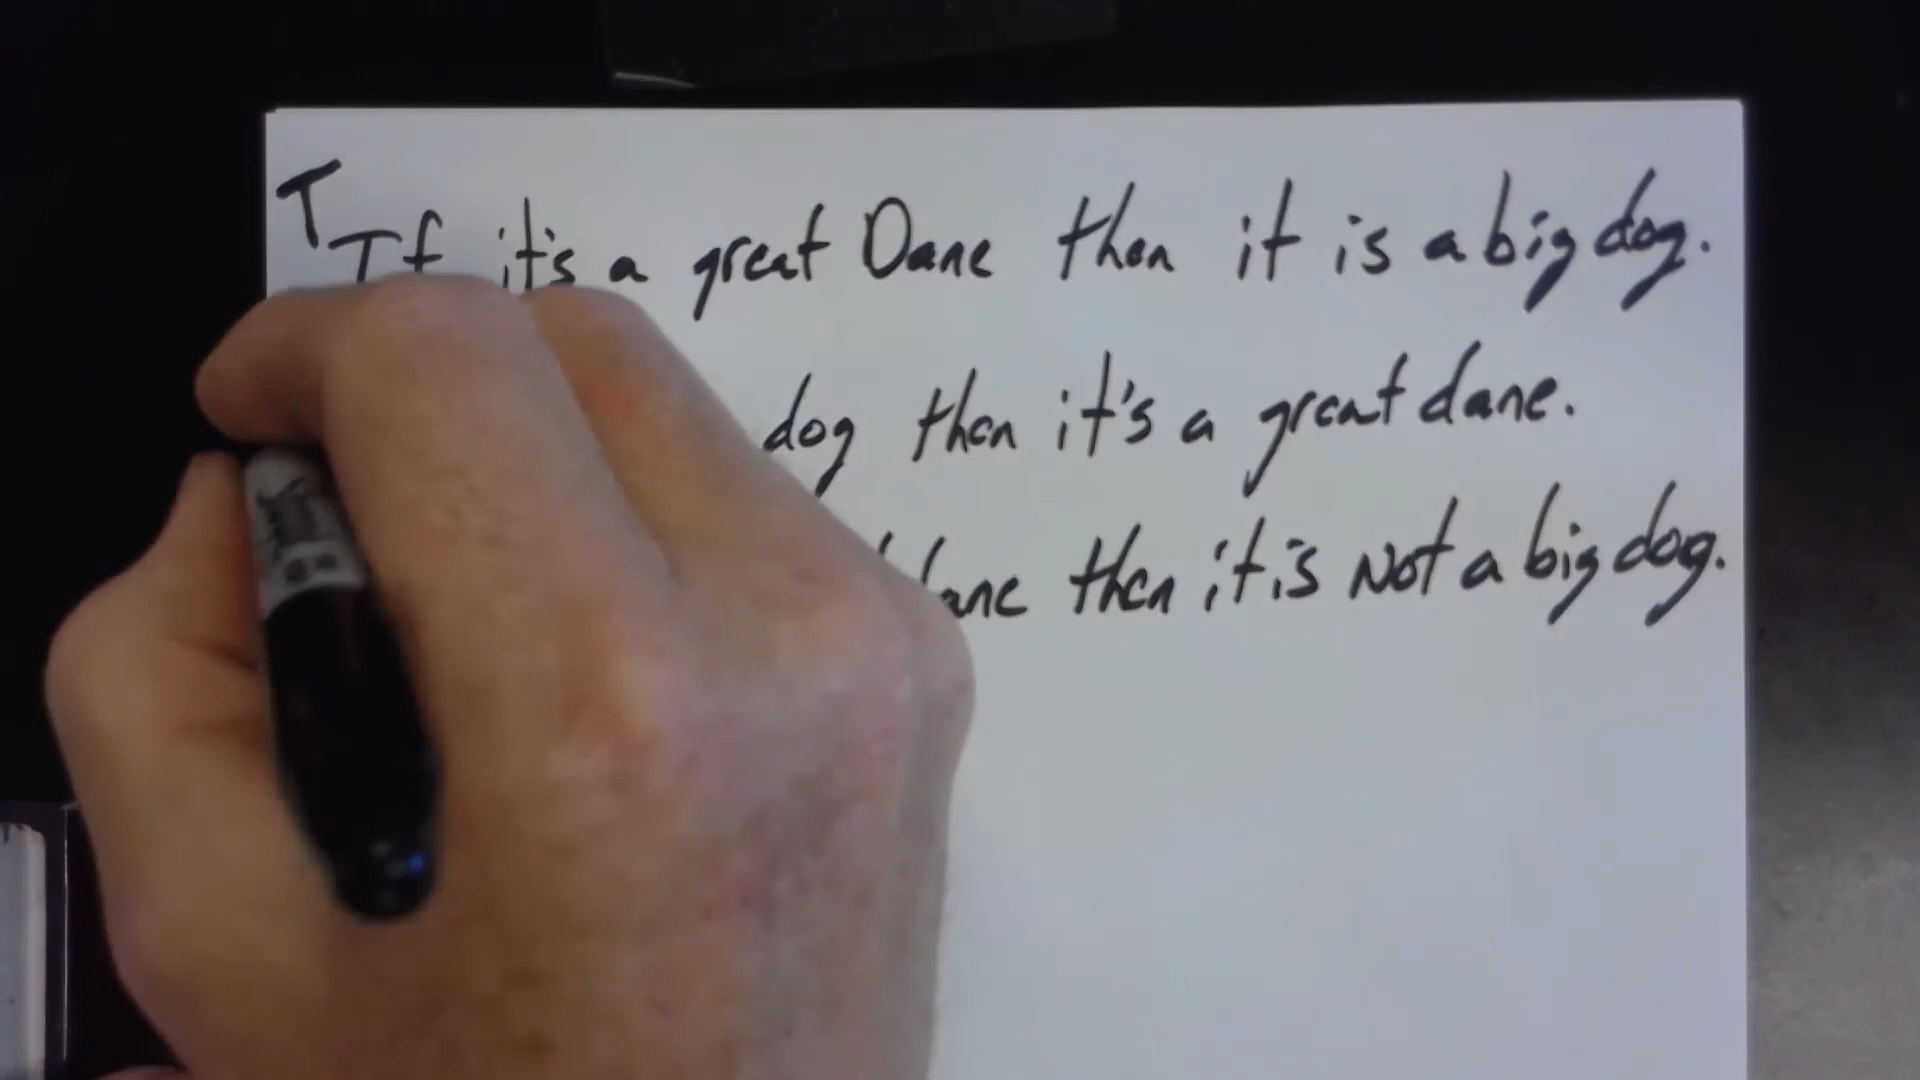 T If it's a great Dane then it is a big dog.
dog then it's a great dane.
then it is Not a big dog.